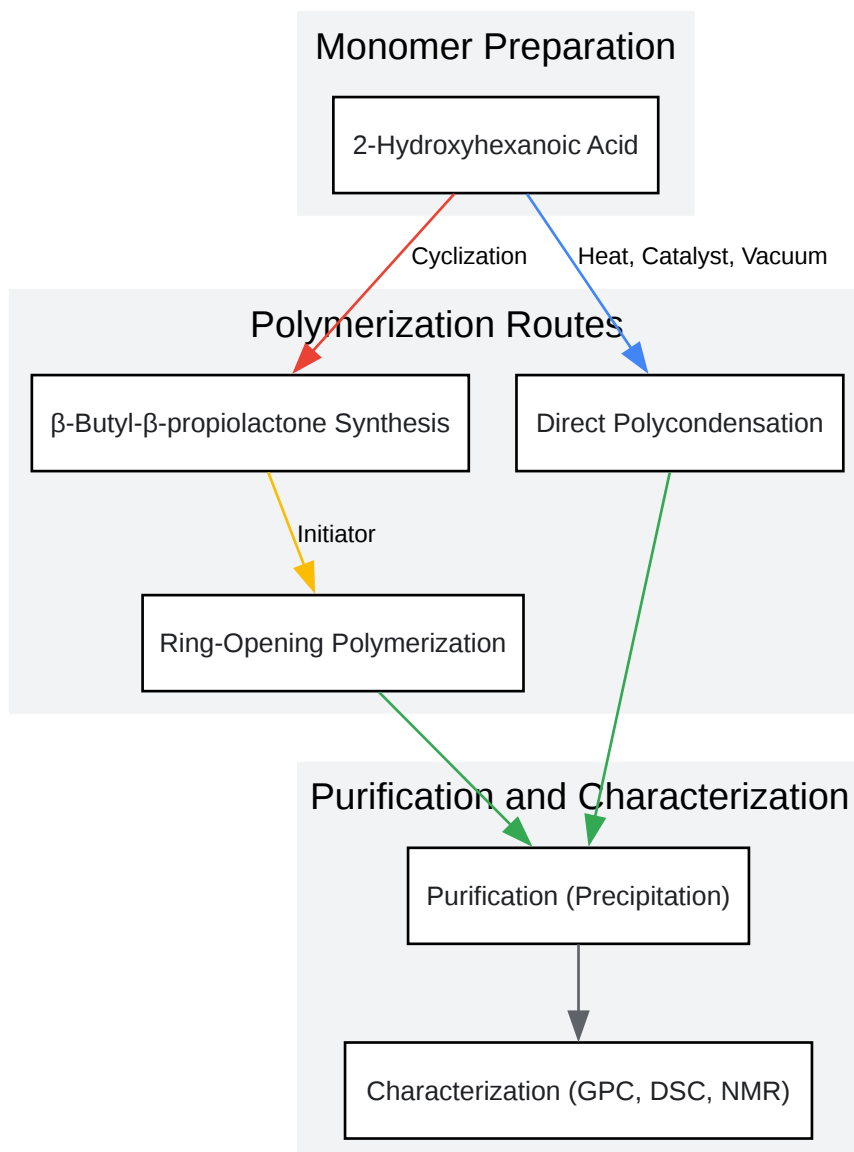 Monomer Preparation
2-Hydroxyhexanoic Acid
Cyclization
Heat, Catalyst, Vacuum
Polymerization Routes
β-Butyl-β-propiolactone Synthesis
Direct Polycondensation
Initiator
Ring-Opening Polymerization
Purification and Characterization
Purification (Precipitation)
Characterization (GPC, DSC, NMR)